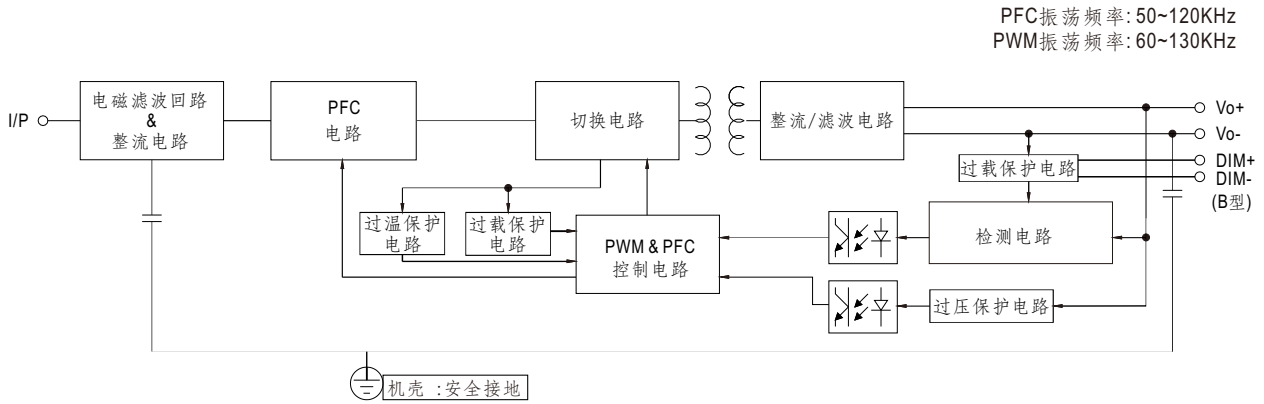 PFC振荡频率: 50~120KHz
PWM振荡频率: 60~130KHz
I/P
电磁滤波回路
&
整流电路
PFC
电路
切换电路
整流/滤波电路
Vo+
Vo-
DIM+
DIM-
(B型)
过载保护电路
过温保护
电路
过载保护
电路
PWM & PFC
控制电路
检测电路
过压保护电路
机壳 :安全接地